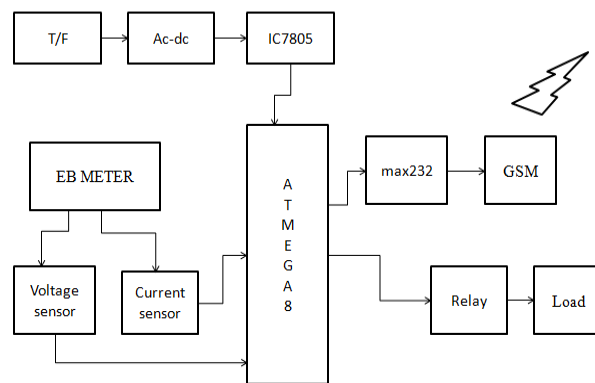 T/F
Ac-dc
IC7805
EB METER
A
T
M
E
G
A
8
max232
GSM
Voltage
sensor
Current
sensor
Relay
Load